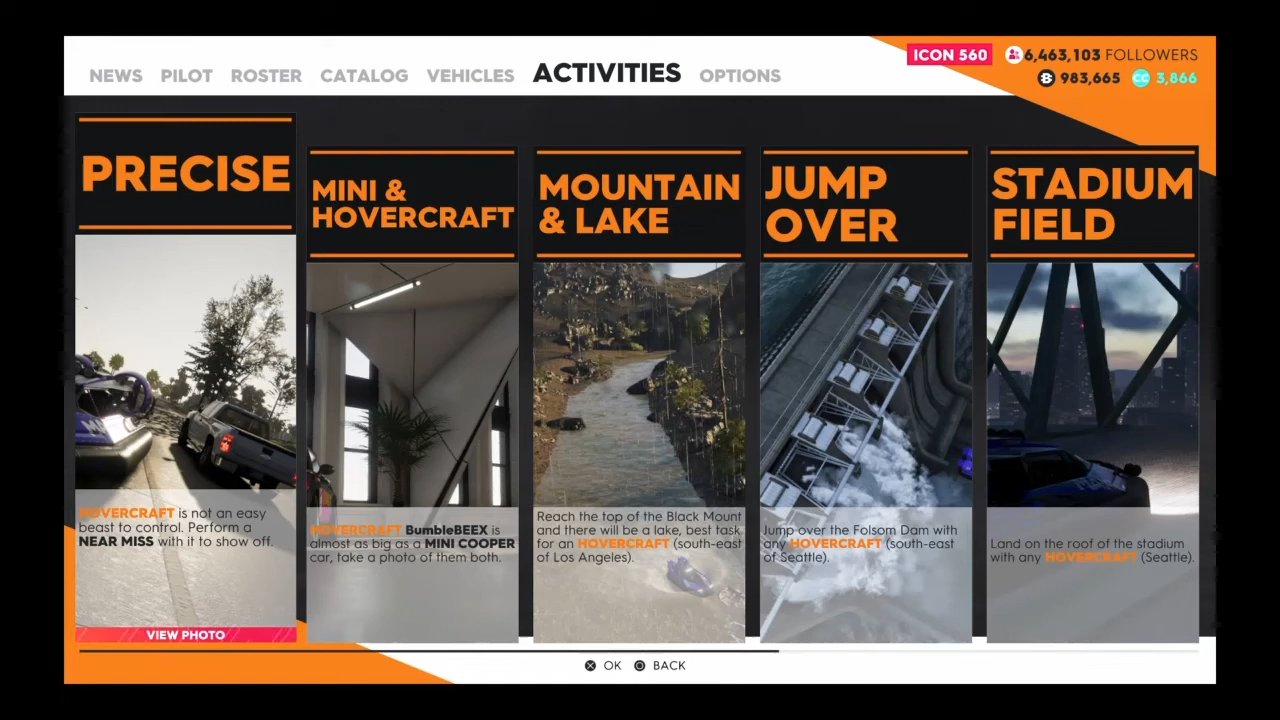 NEWS PILOT ROSTER CATALOG VEHICLES ACTIVITIES OPTIONS
ICON 560 6,463,103 FOLLOWERS
983,665 CC 3,866
PRECISE
HOVERCRAFT is not an easy
beast to control. Perform a
NEAR MISS with it to show off.
VIEW PHOTO
MINI &
HOVERCRAFT
HOVERCRAFT BumbleBEEX is
almost as big as a MINI COOPER
car, take a photo of them both.
MOUNTAIN
& LAKE
Reach the top of the Black Mount
and there will be a lake, best task
for an HOVERCRAFT (south-east
of Los Angeles).
JUMP
OVER
Jump over the Folsom Dam with
any HOVERCRAFT (south-east
of Seattle).
STADIUM
FIELD
Land on the roof of the stadium
with any HOVERCRAFT (Seattle).
OK BACK